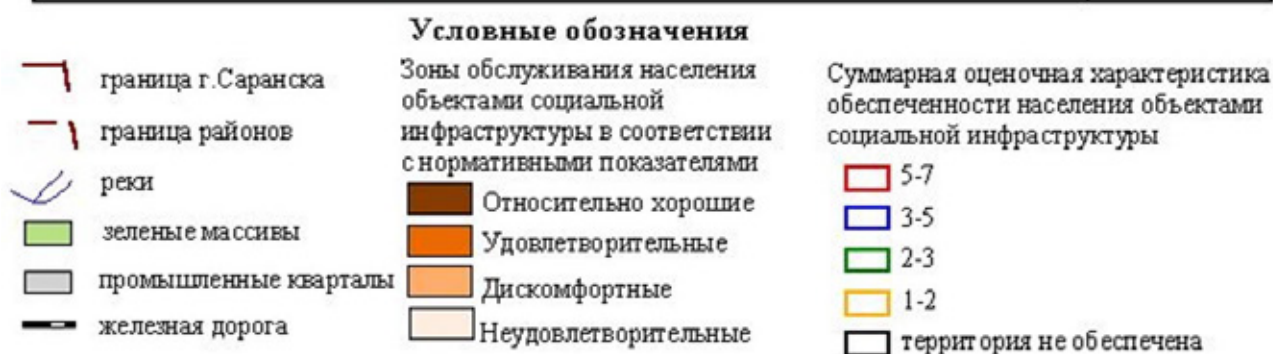 Условные обозначения
граница г.Саранска
граница районов
реки
зеленые массивы
промышленные кварталы
железная дорога
Зоны обслуживания населения
объектами социальной
инфраструктуры в соответствии
с нормативными показателями
Относительно хорошие
Удовлетворительные
Дискомфортные
Неудовлетворительные
Суммарная оценочная характеристика
обеспеченности населения объектами
социальной инфраструктуры
5-7
3-5
2-3
1-2
территория не обеспечена